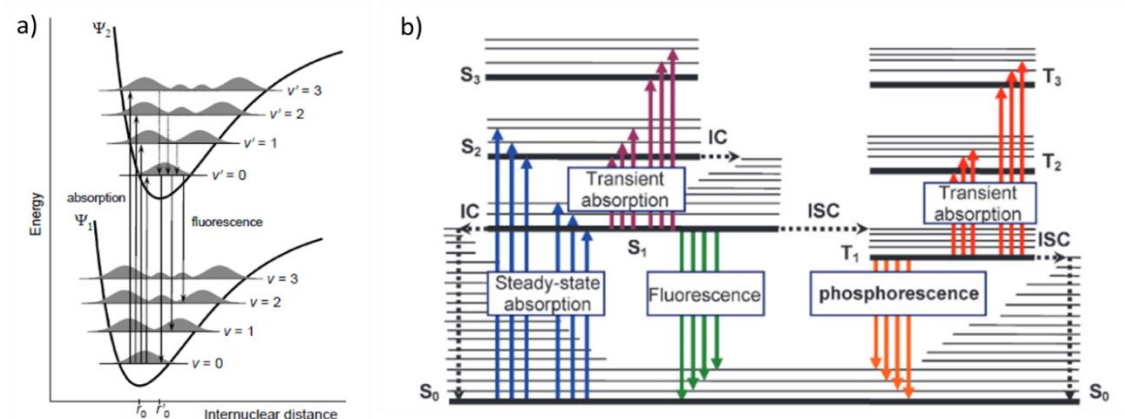 a)
Ψ2
v' = 3
v' = 2
v' = 1
v' = 0
absorption
fluorescence
Ψ1
Energy
v = 3
v = 2
v = 1
v = 0
r0 r'0
Internuclear distance
b)
S3
T3
S2
IC
T2
Transient
absorption
Transient
absorption
IC
ISC
S1
ISC
T1
Steady-state
absorption
Fluorescence
phosphorescence
S0
S0